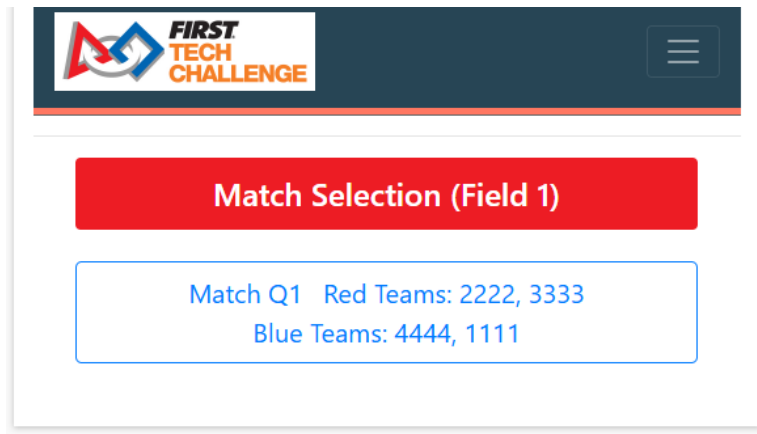 FIRST
TECH
CHALLENGE
Match Selection (Field 1)
Match Q1 Red Teams: 2222, 3333
Blue Teams: 4444, 1111